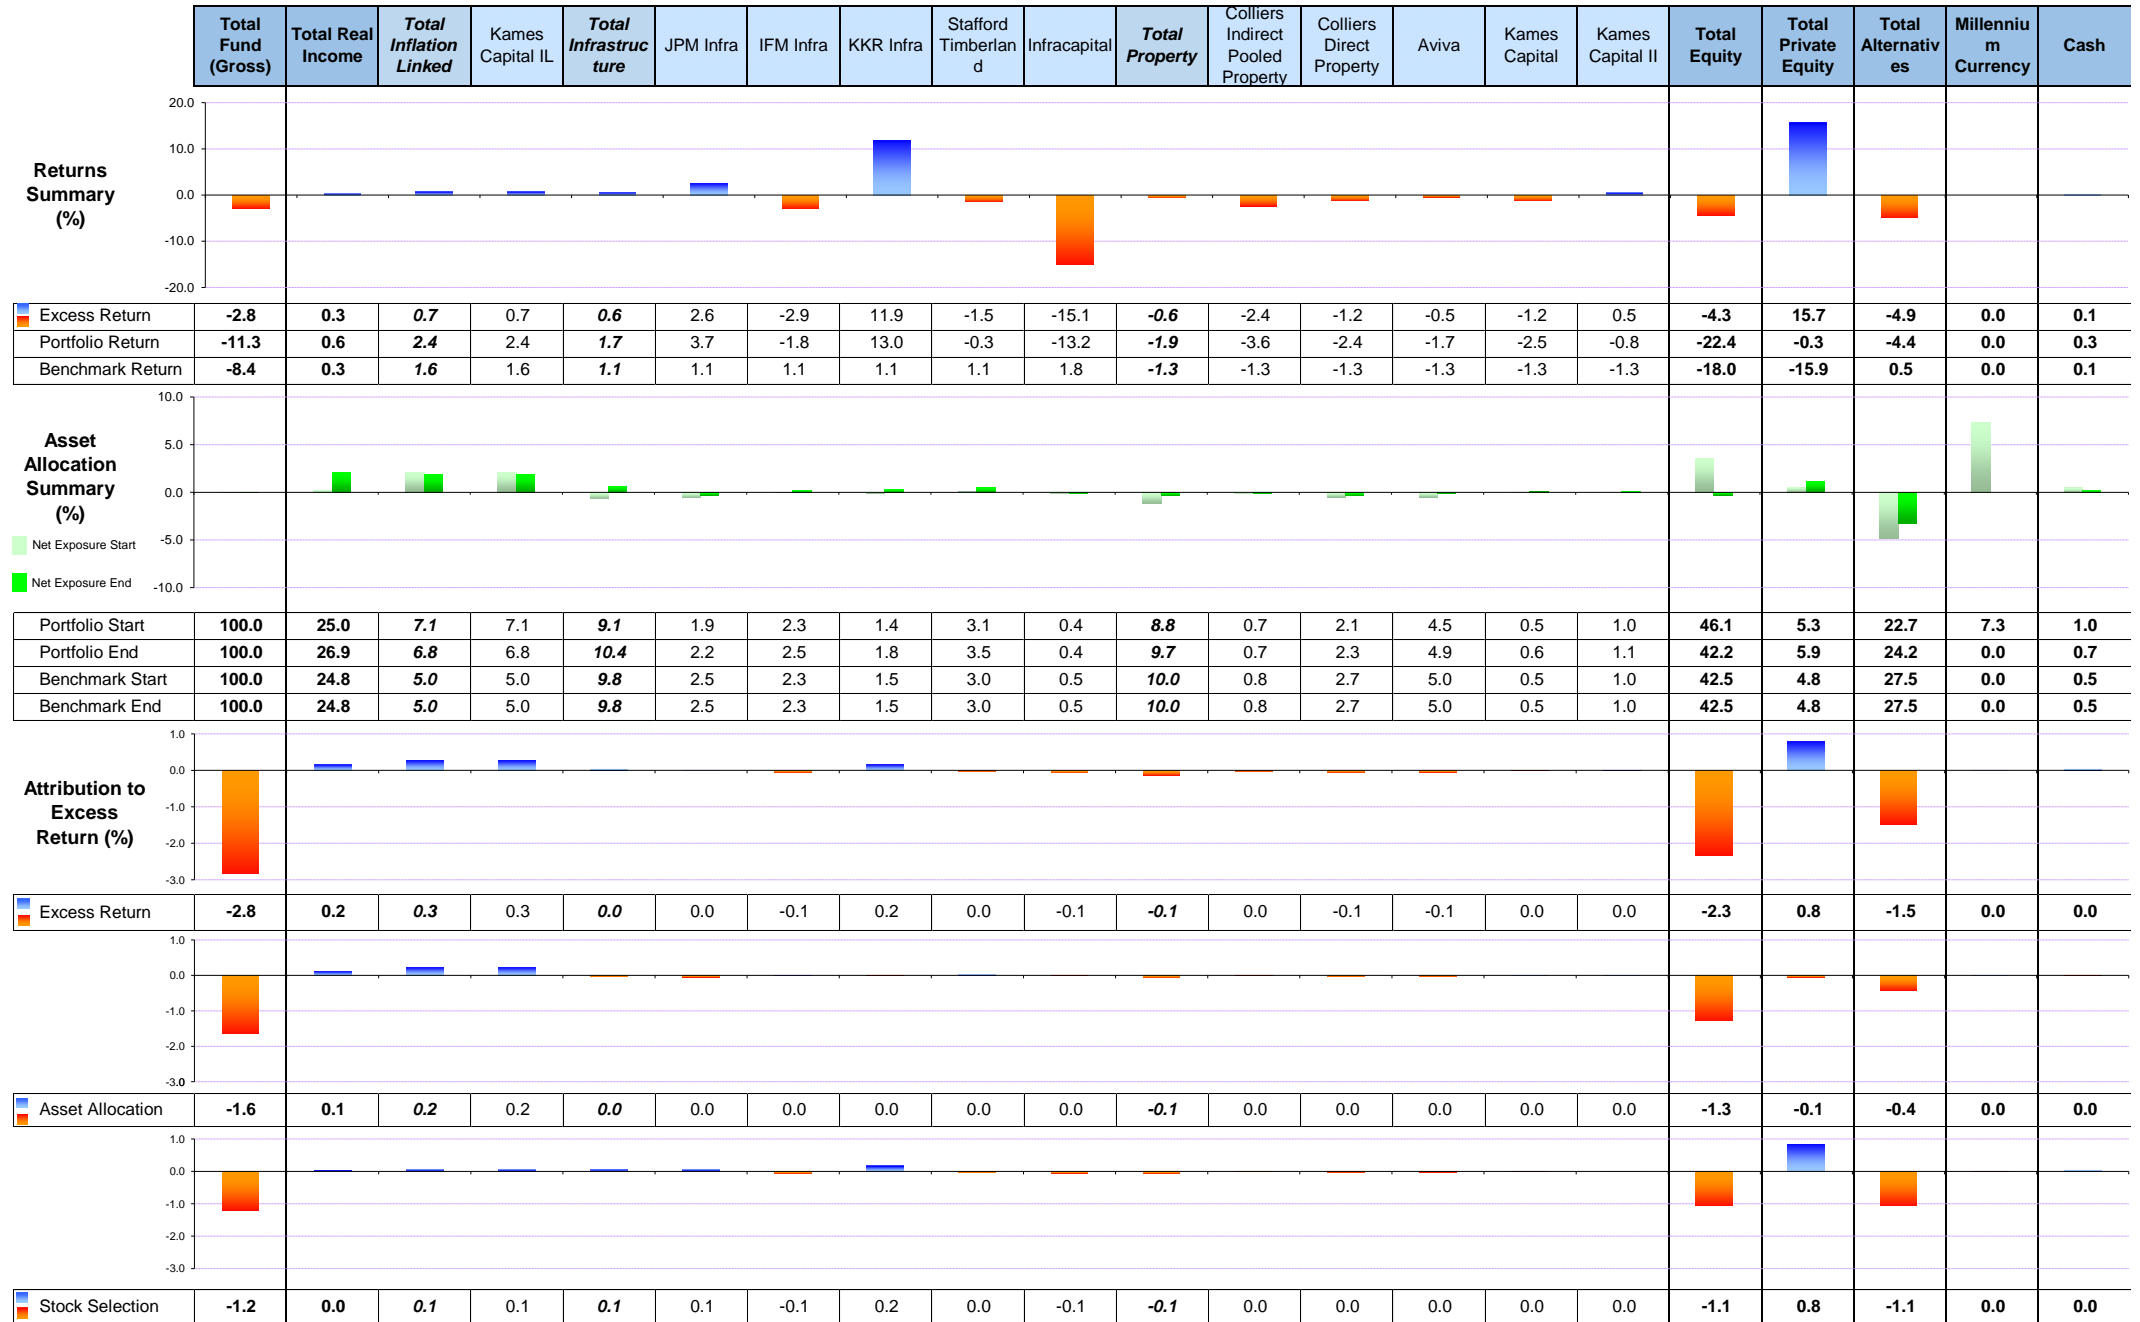 Total Fund (Gross) Total Real Income Total Inflation Linked Kames Capital IL Total Infrastruc ture JPM Infra IFM Infra KKR Infra Stafford Timberlan d Infracapital Total Property Colliers Indirect Pooled Property Colliers Direct Property Aviva Kames Capital Kames Capital II Total Equity Total Private Equity Total Alternativ es Millenniu m Currency Cash
Returns Summary (%)
20.0
10.0
0.0
-10.0
-20.0
Excess Return -2.8 0.3 0.7 0.7 0.6 2.6 -2.9 11.9 -1.5 -15.1 -0.6 -2.4 -1.2 -0.5 -1.2 0.5 -4.3 15.7 -4.9 0.0 0.1
Portfolio Return -11.3 0.6 2.4 2.4 1.7 3.7 -1.8 13.0 -0.3 -13.2 -1.9 -3.6 -2.4 -1.7 -2.5 -0.8 -22.4 -0.3 -4.4 0.0 0.3
Benchmark Return -8.4 0.3 1.6 1.6 1.1 1.1 1.1 1.1 1.1 1.8 -1.3 -1.3 -1.3 -1.3 -1.3 -1.3 -18.0 -15.9 0.5 0.0 0.1
Asset Allocation Summary (%)
10.0
5.0
0.0
-5.0
-10.0
Net Exposure Start
Net Exposure End
Portfolio Start 100.0 25.0 7.1 7.1 9.1 1.9 2.3 1.4 3.1 0.4 8.8 0.7 2.1 4.5 0.5 1.0 46.1 5.3 22.7 7.3 1.0
Portfolio End 100.0 26.9 6.8 6.8 10.4 2.2 2.5 1.8 3.5 0.4 9.7 0.7 2.3 4.9 0.6 1.1 42.2 5.9 24.2 0.0 0.7
Benchmark Start 100.0 24.8 5.0 5.0 9.8 2.5 2.3 1.5 3.0 0.5 10.0 0.8 2.7 5.0 0.5 1.0 42.5 4.8 27.5 0.0 0.5
Benchmark End 100.0 24.8 5.0 5.0 9.8 2.5 2.3 1.5 3.0 0.5 10.0 0.8 2.7 5.0 0.5 1.0 42.5 4.8 27.5 0.0 0.5
Attribution to Excess Return (%)
1.0
0.0
-1.0
-2.0
-3.0
Excess Return -2.8 0.2 0.3 0.3 0.0 0.0 -0.1 0.2 0.0 -0.1 -0.1 0.0 -0.1 -0.1 0.0 0.0 -2.3 0.8 -1.5 0.0 0.0
1.0
0.0
-1.0
-2.0
-3.0
Asset Allocation -1.6 0.1 0.2 0.2 0.0 0.0 0.0 0.0 0.0 0.0 -0.1 0.0 0.0 0.0 0.0 0.0 -1.3 -0.1 -0.4 0.0 0.0
1.0
0.0
-1.0
-2.0
-3.0
Stock Selection -1.2 0.0 0.1 0.1 0.1 0.1 -0.1 0.2 0.0 -0.1 -0.1 0.0 0.0 0.0 0.0 0.0 -1.1 0.8 -1.1 0.0 0.0